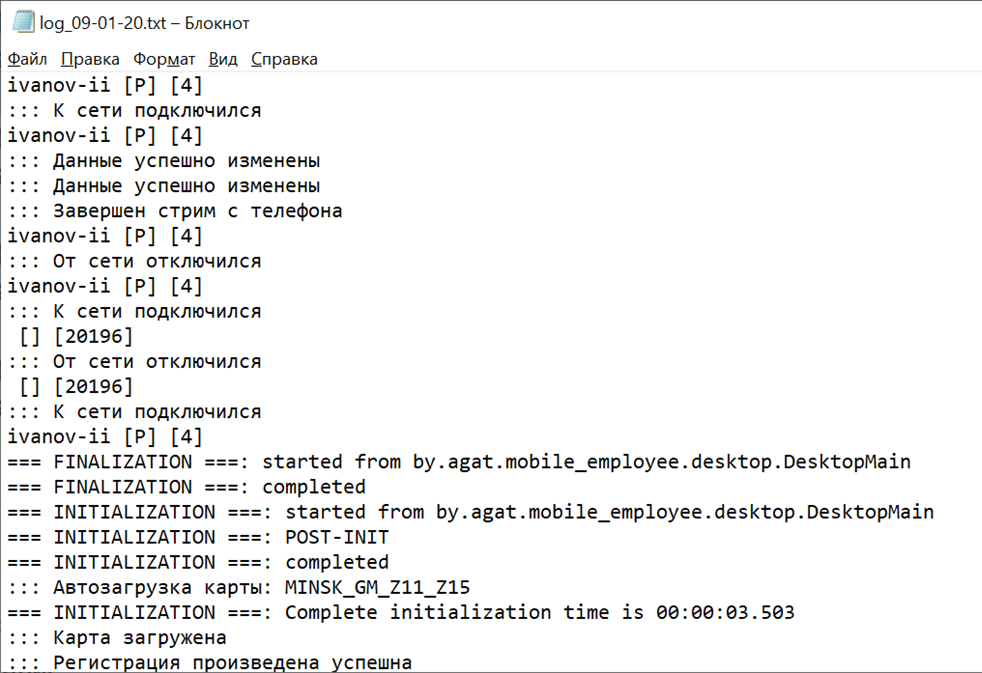 log_09-01-20.txt – Блокнот
Файл Правка Формат Вид Справка
ivanov-ii [P] [4]
::: К сети подключился
ivanov-ii [P] [4]
::: Данные успешно изменены
::: Данные успешно изменены
::: Завершен стрим с телефона
ivanov-ii [P] [4]
::: От сети отключился
ivanov-ii [P] [4]
::: К сети подключился
[] [20196]
::: От сети отключился
[] [20196]
::: К сети подключился
ivanov-ii [P] [4]
=== FINALIZATION ===: started from by.agat.mobile_employee.desktop.DesktopMain
=== FINALIZATION ===: completed
=== INITIALIZATION ===: started from by.agat.mobile_employee.desktop.DesktopMain
=== INITIALIZATION ===: POST-INIT
=== INITIALIZATION ===: completed
::: Автозагрузка карты: MINSK_GM_Z11_Z15
=== INITIALIZATION ===: Complete initialization time is 00:00:03.503
::: Карта загружена
::: Регистрация произведена успешна